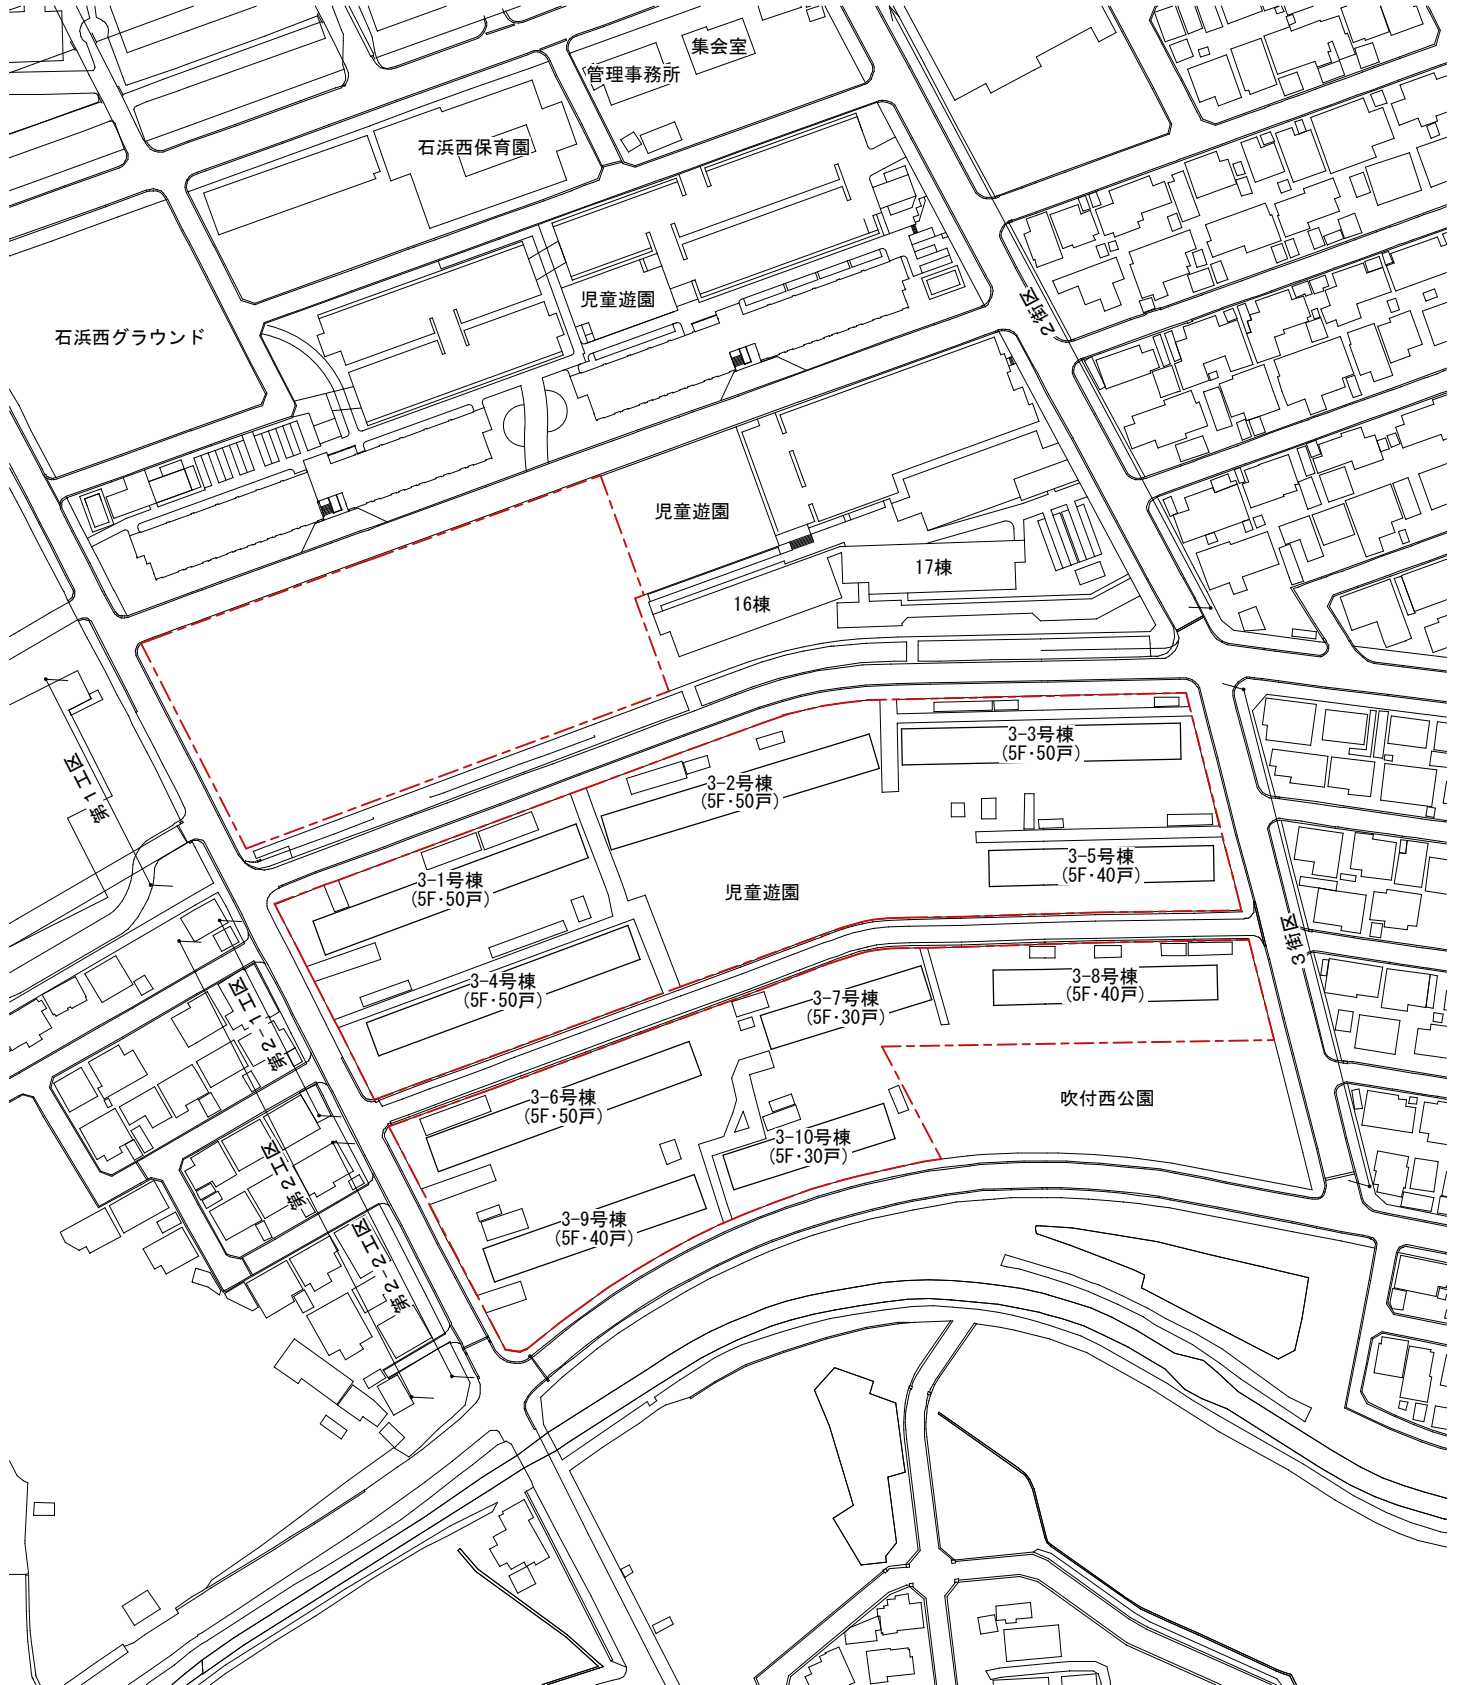 集会室
管理事務所
石浜西保育園
児童遊園
石浜西グラウンド
2街区
児童遊園
17棟
16棟
第1工区
3-3号棟
(5F・50戸)
3-2号棟
(5F・50戸)
3-1号棟
(5F・50戸)
3-5号棟
(5F・40戸)
児童遊園
3街区
3-4号棟
(5F・50戸)
3-8号棟
(5F・40戸)
3-7号棟
(5F・30戸)
第2-1工区
3-6号棟
(5F・50戸)
吹付西公園
3-10号棟
(5F・30戸)
第2工区
3-9号棟
(5F・40戸)
第2-2工区